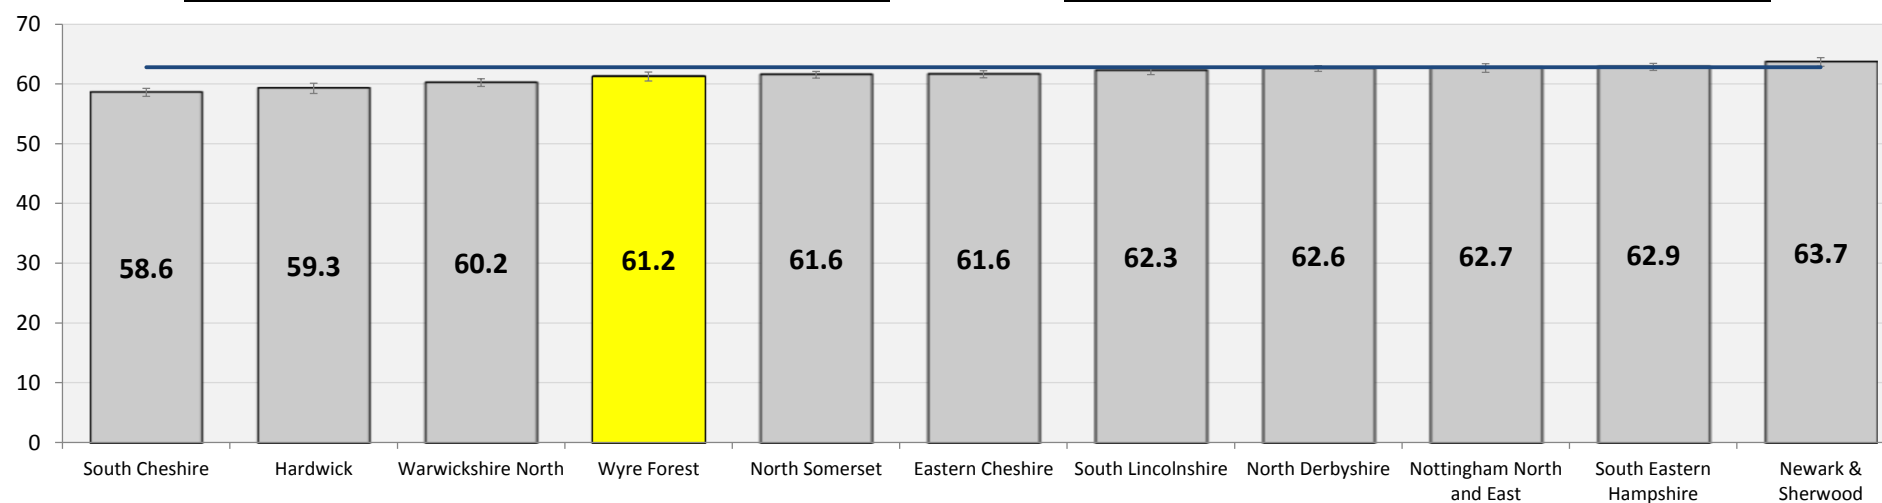 70
60
50
40
30
20
10
0
58.6
59.3
60.2
61.2
61.6
61.6
62.3
62.6
62.7
62.9
63.7
South Cheshire
Hardwick
Warwickshire North
Wyre Forest
North Somerset
Eastern Cheshire
South Lincolnshire
North Derbyshire
Nottingham North
and East
South Eastern
Hampshire
Newark &
Sherwood